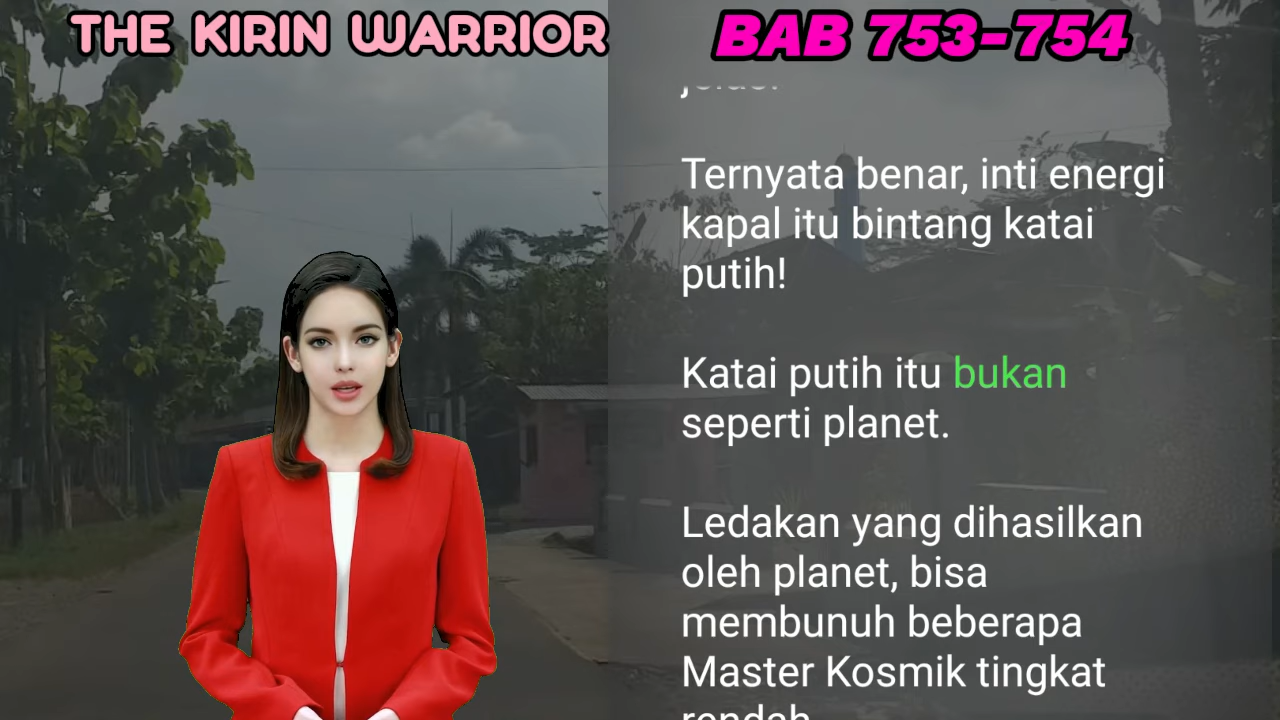 THE KIRIN WARRIOR
BAB 753-754
Ternyata benar, inti energi
kapal itu bintang katai
putih!
Katai putih itu bukan
seperti planet.
Ledakan yang dihasilkan
oleh planet, bisa
membunuh beberapa
Master Kosmik tingkat
rendah